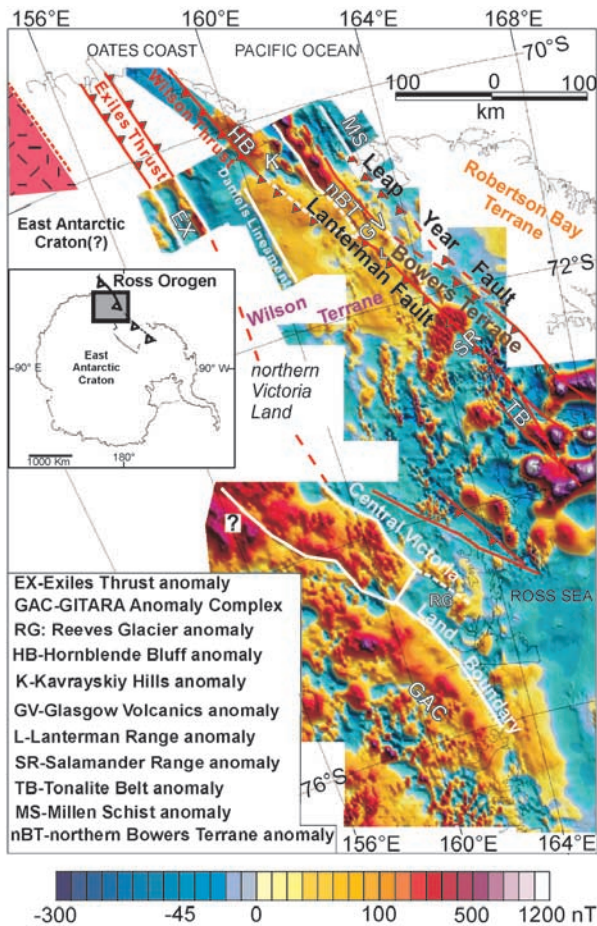 156°E
160°E
164°E
168°E
OATES COAST
PACIFIC OCEAN
70°S
100
0
100
km
Exiles Thrust
Wilson Thrust
HB
K
MS
Leap Year Fault
Robertson Bay
Terrane
EX
Daniels Lineament
nBT
GV
L
Bowers Terrane
Lanterman Fault
East Antarctic
Craton(?)
72°S
Ross Orogen
East
Antarctic
Craton
90° E
90° W
180°
1000 Km
Wilson Terrane
northern
Victoria
Land
SR
TB
?
Central Victoria
Land Boundary
RG
ROSS SEA
GAC
76°S
EX-Exiles Thrust anomaly
GAC-GITARA Anomaly Complex
RG: Reeves Glacier anomaly
HB-Hornblende Bluff anomaly
K-Kavrayskiy Hills anomaly
GV-Glasgow Volcanics anomaly
L-Lanterman Range anomaly
SR-Salamander Range anomaly
TB-Tonalite Belt anomaly
MS-Millen Schist anomaly
nBT-northern Bowers Terrane anomaly
156°E
160°E
164°E
-300
-45
0
100
500
1200 nT